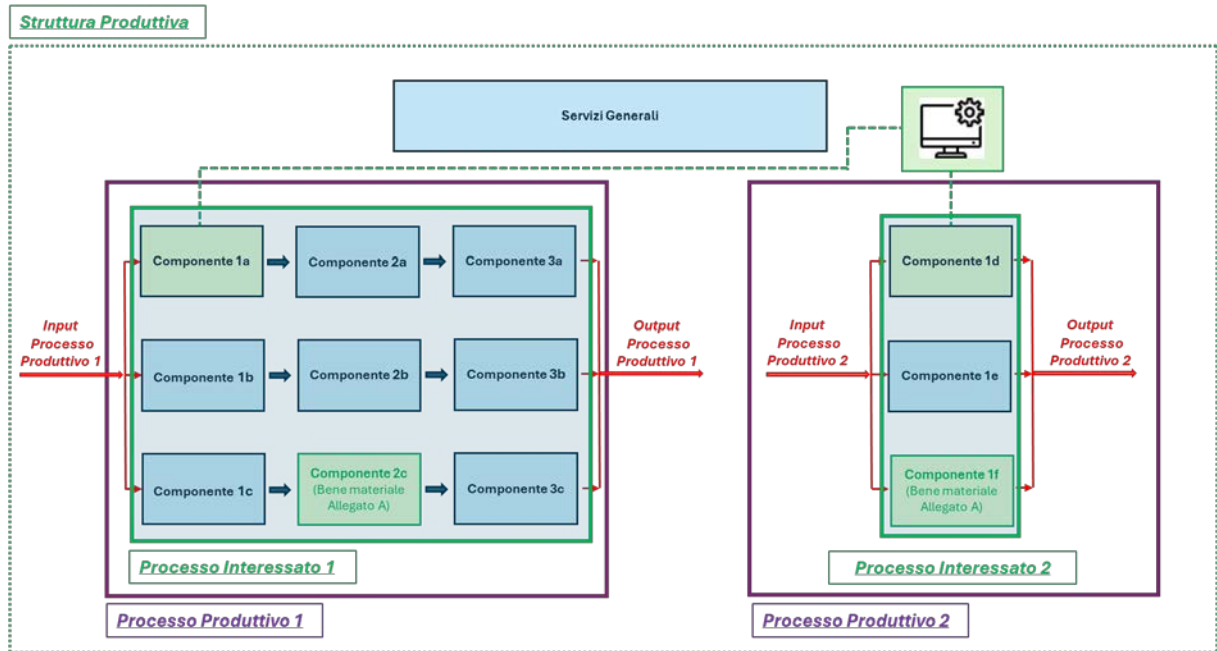 Struttura Produttiva
Servizi Generali
Componente 1a
Componente 2a
Componente 3a
Componente 1d
Input
Processo
Produttivo 1
Output
Processo
Produttivo 1
Input
Processo
Produttivo 2
Output
Processo
Produttivo 2
Componente 1b
Componente 2b
Componente 3b
Componente 1e
Componente 1c
Componente 2c
(Bene materiale
Allegato A)
Componente 3c
Componente 1f
(Bene materiale
Allegato A)
Processo Interessato 1
Processo Interessato 2
Processo Produttivo 1
Processo Produttivo 2